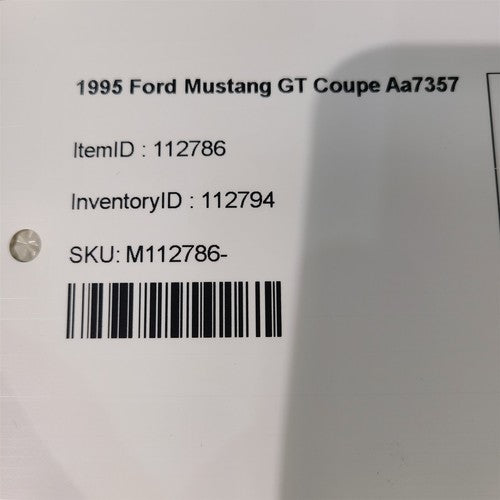 1995 Ford Mustang GT Coupe Aa7357
ItemID : 112786
InventoryID : 112794
SKU: M112786-